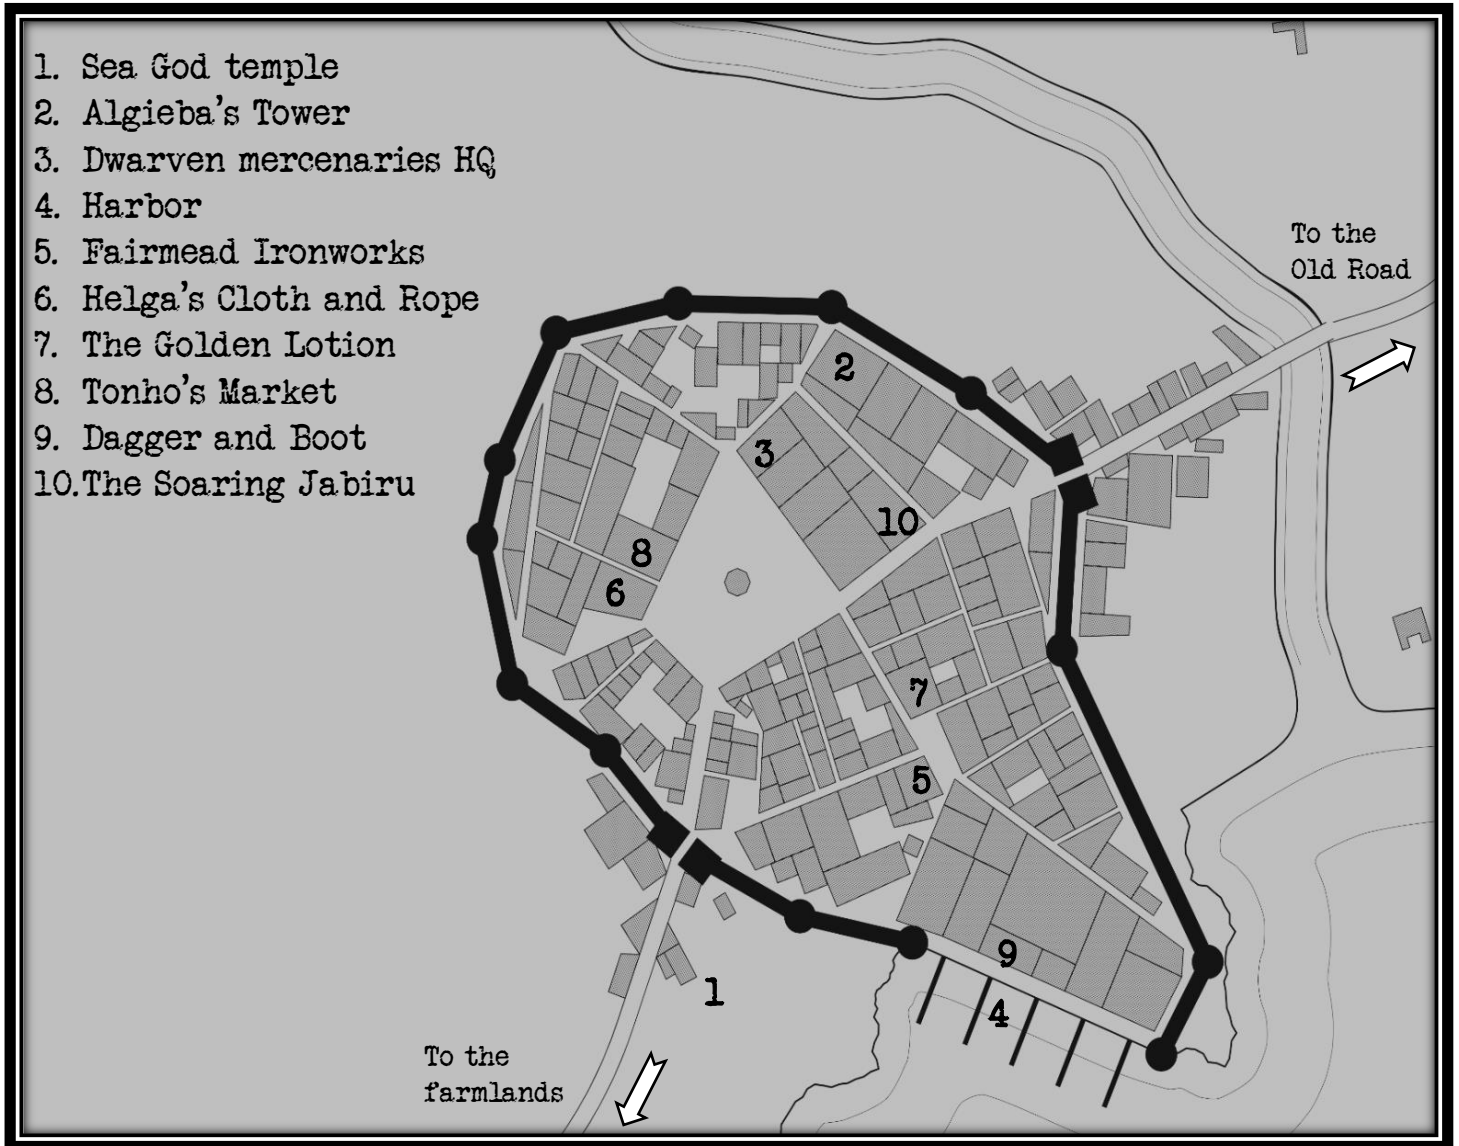 1. Sea God temple
2. Algieba's Tower
3. Dwarven mercenaries HQ
4. Harbor
5. Fairmead Ironworks
6. Helga's Cloth and Rope
7. The Golden Lotion
8. Tonho's Market
9. Dagger and Boot
10.The Soaring Jabiru
To the
Old Road
2
3
10
8
6
7
5
9
1
4
To the
farmlands